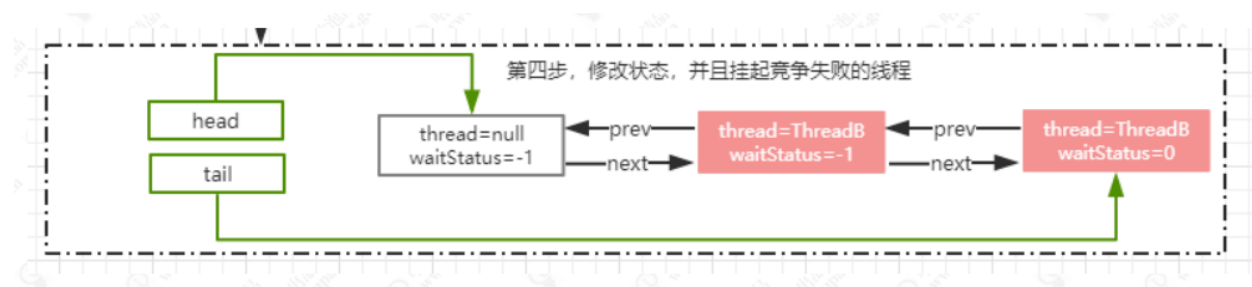 第四步，修改状态，并且挂起竞争失败的线程
head
tail
thread=null
waitStatus=-1
prev
next
thread=ThreadB
waitStatus=-1
prev
next
thread=ThreadB
waitStatus=0